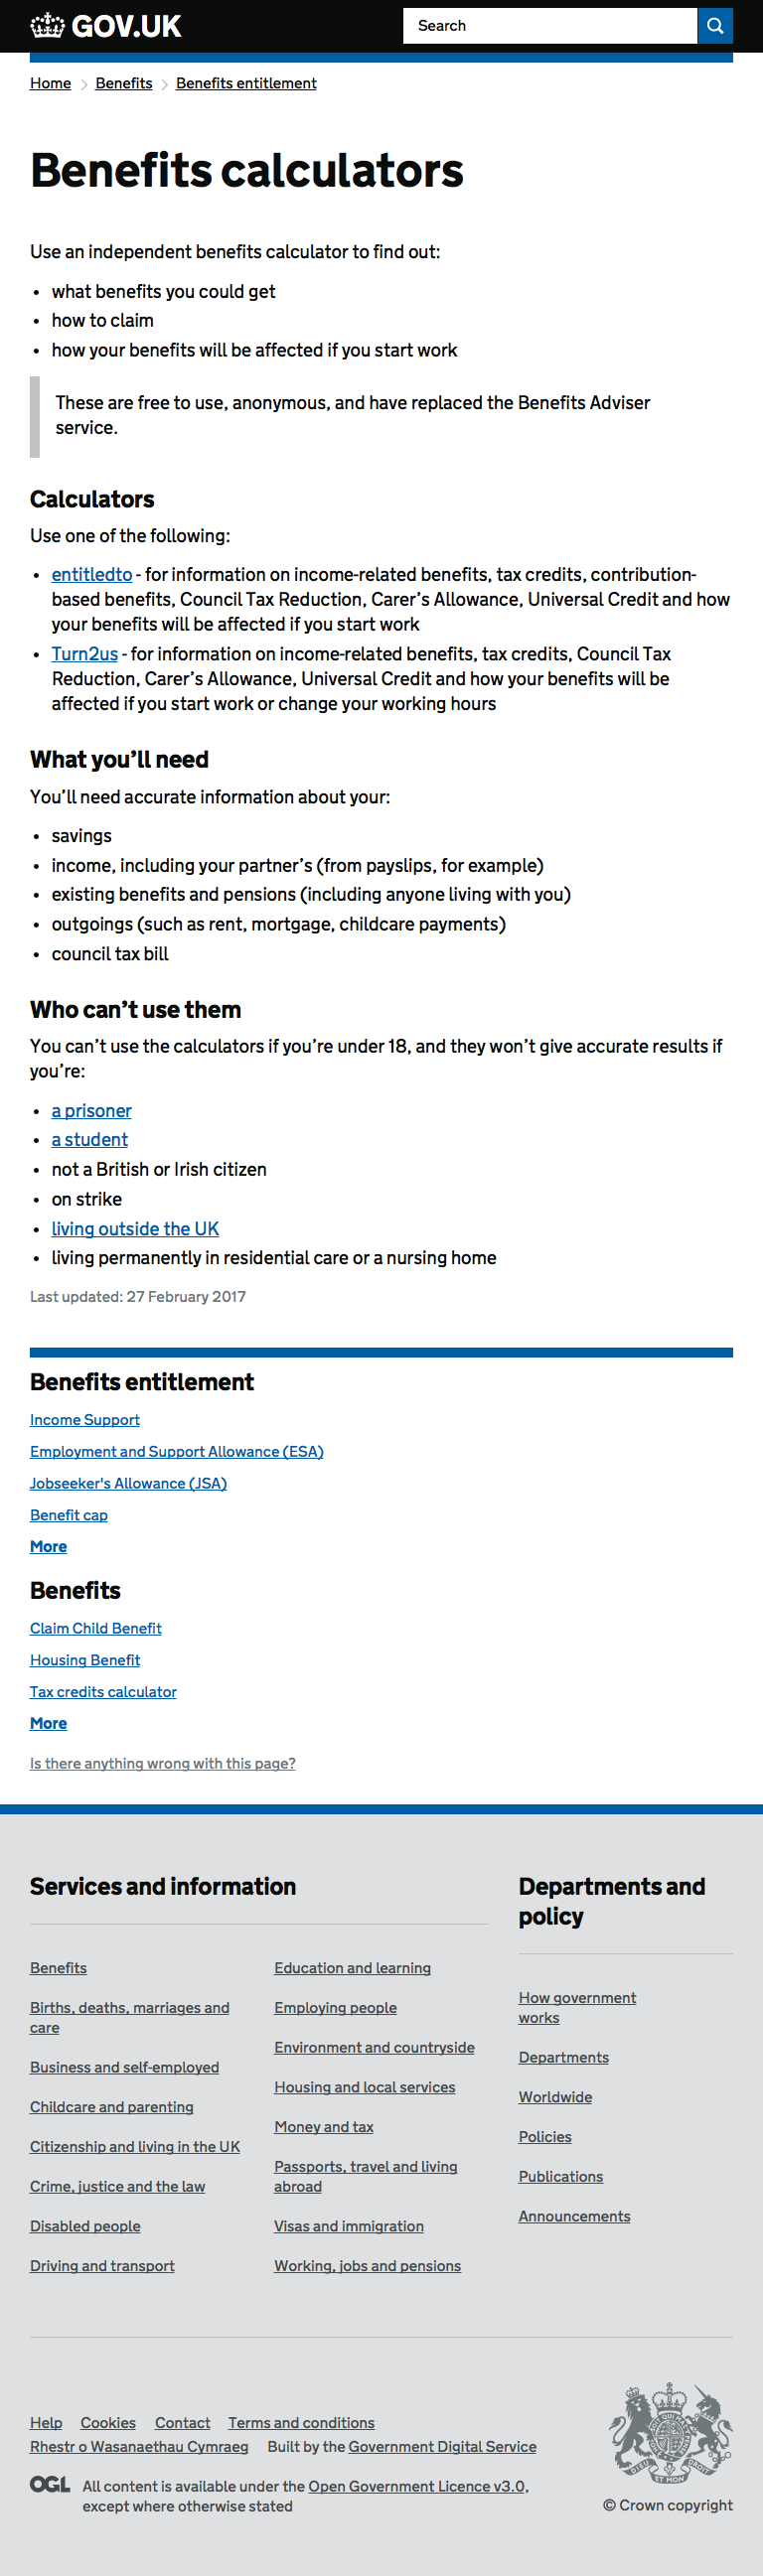 GOV.UK
Search
Home
Benefits
Benefits entitlement
Benefits calculators
Use an independent benefits calculator to find out:
• what benefits you could get
• how to claim
• how your benefits will be affected if you start work
These are free to use, anonymous, and have replaced the Benefits Adviser
service.
Calculators
Use one of the following:
• entitledto - for information on income-related benefits, tax credits, contribution-
based benefits, Council Tax Reduction, Carer’s Allowance, Universal Credit and how
your benefits will be affected if you start work
• Turn2us - for information on income-related benefits, tax credits, Council Tax
Reduction, Carer’s Allowance, Universal Credit and how your benefits will be
affected if you start work or change your working hours
What you’ll need
You’ll need accurate information about your:
• savings
• income, including your partner’s (from payslips, for example)
• existing benefits and pensions (including anyone living with you)
• outgoings (such as rent, mortgage, childcare payments)
• council tax bill
Who can’t use them
You can’t use the calculators if you’re under 18, and they won’t give accurate results if
you’re:
• a prisoner
• a student
• not a British or Irish citizen
• on strike
• living outside the UK
• living permanently in residential care or a nursing home
Last updated: 27 February 2017
Benefits entitlement
Income Support
Employment and Support Allowance (ESA)
Jobseeker's Allowance (JSA)
Benefit cap
More
Benefits
Claim Child Benefit
Housing Benefit
Tax credits calculator
More
Is there anything wrong with this page?
Services and information
Benefits
Births, deaths, marriages and
care
Business and self-employed
Childcare and parenting
Citizenship and living in the UK
Crime, justice and the law
Disabled people
Driving and transport
Education and learning
Employing people
Environment and countryside
Housing and local services
Money and tax
Passports, travel and living
abroad
Visas and immigration
Working, jobs and pensions
Departments and
policy
How government
works
Departments
Worldwide
Policies
Publications
Announcements
Help Cookies Contact Terms and conditions
Rhestr o Wasanaethau Cymraeg Built by the Government Digital Service
OGL
All content is available under the Open Government Licence v3.0,
except where otherwise stated
DIEU ET MON DROIT
© Crown copyright